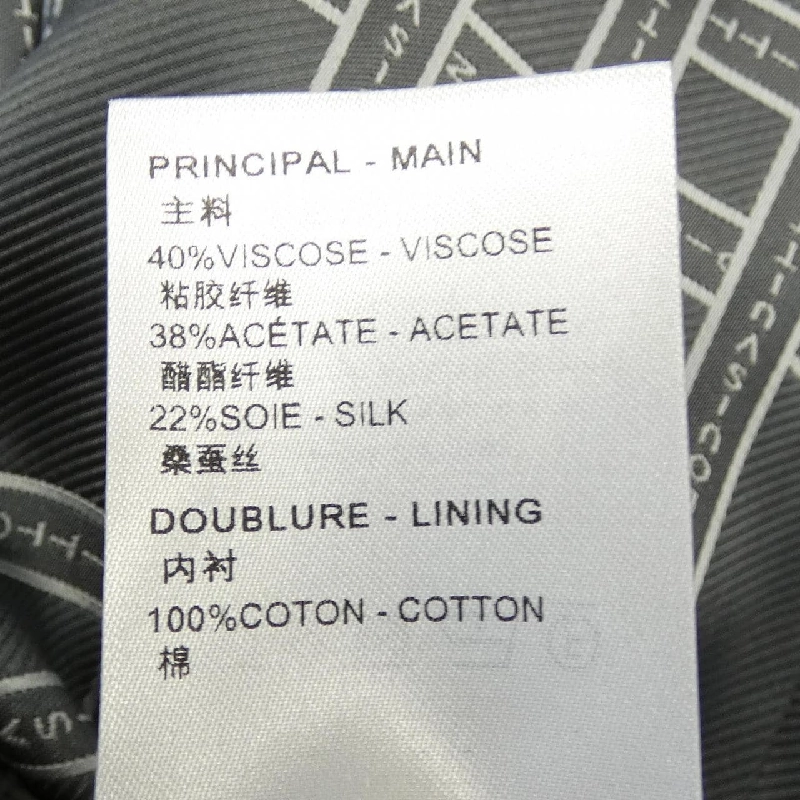 PRINCIPAL - MAIN
主料
40%VISCOSE - VISCOSE
粘胶纤维
38%ACÉTATE - ACETATE
醋酯纤维
22%SOIE - SILK
桑蚕丝
DOUBLURE - LINING
内衬
100%COTON - COTTON
棉